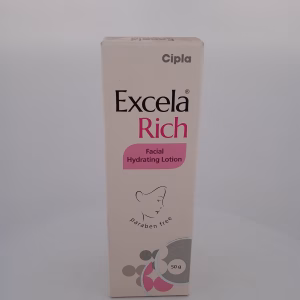 Cipla
Excela®
Rich
Facial
Hydrating Lotion
paraben free
50 g